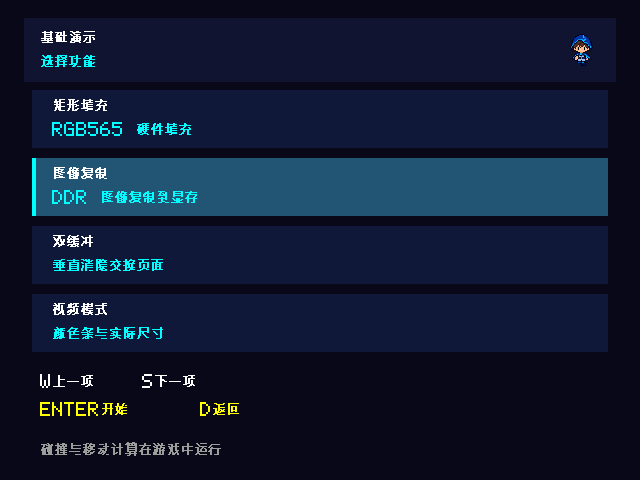 基础演示
选择功能
矩形填充
RGB565 硬件填充
图像复制
DDR 图像复制到显存
双缓冲
垂直消隐交换页面
视频模式
颜色条与实际尺寸
W上一项 S下一项
ENTER开始 D返回
碰撞与移动计算在游戏中运行